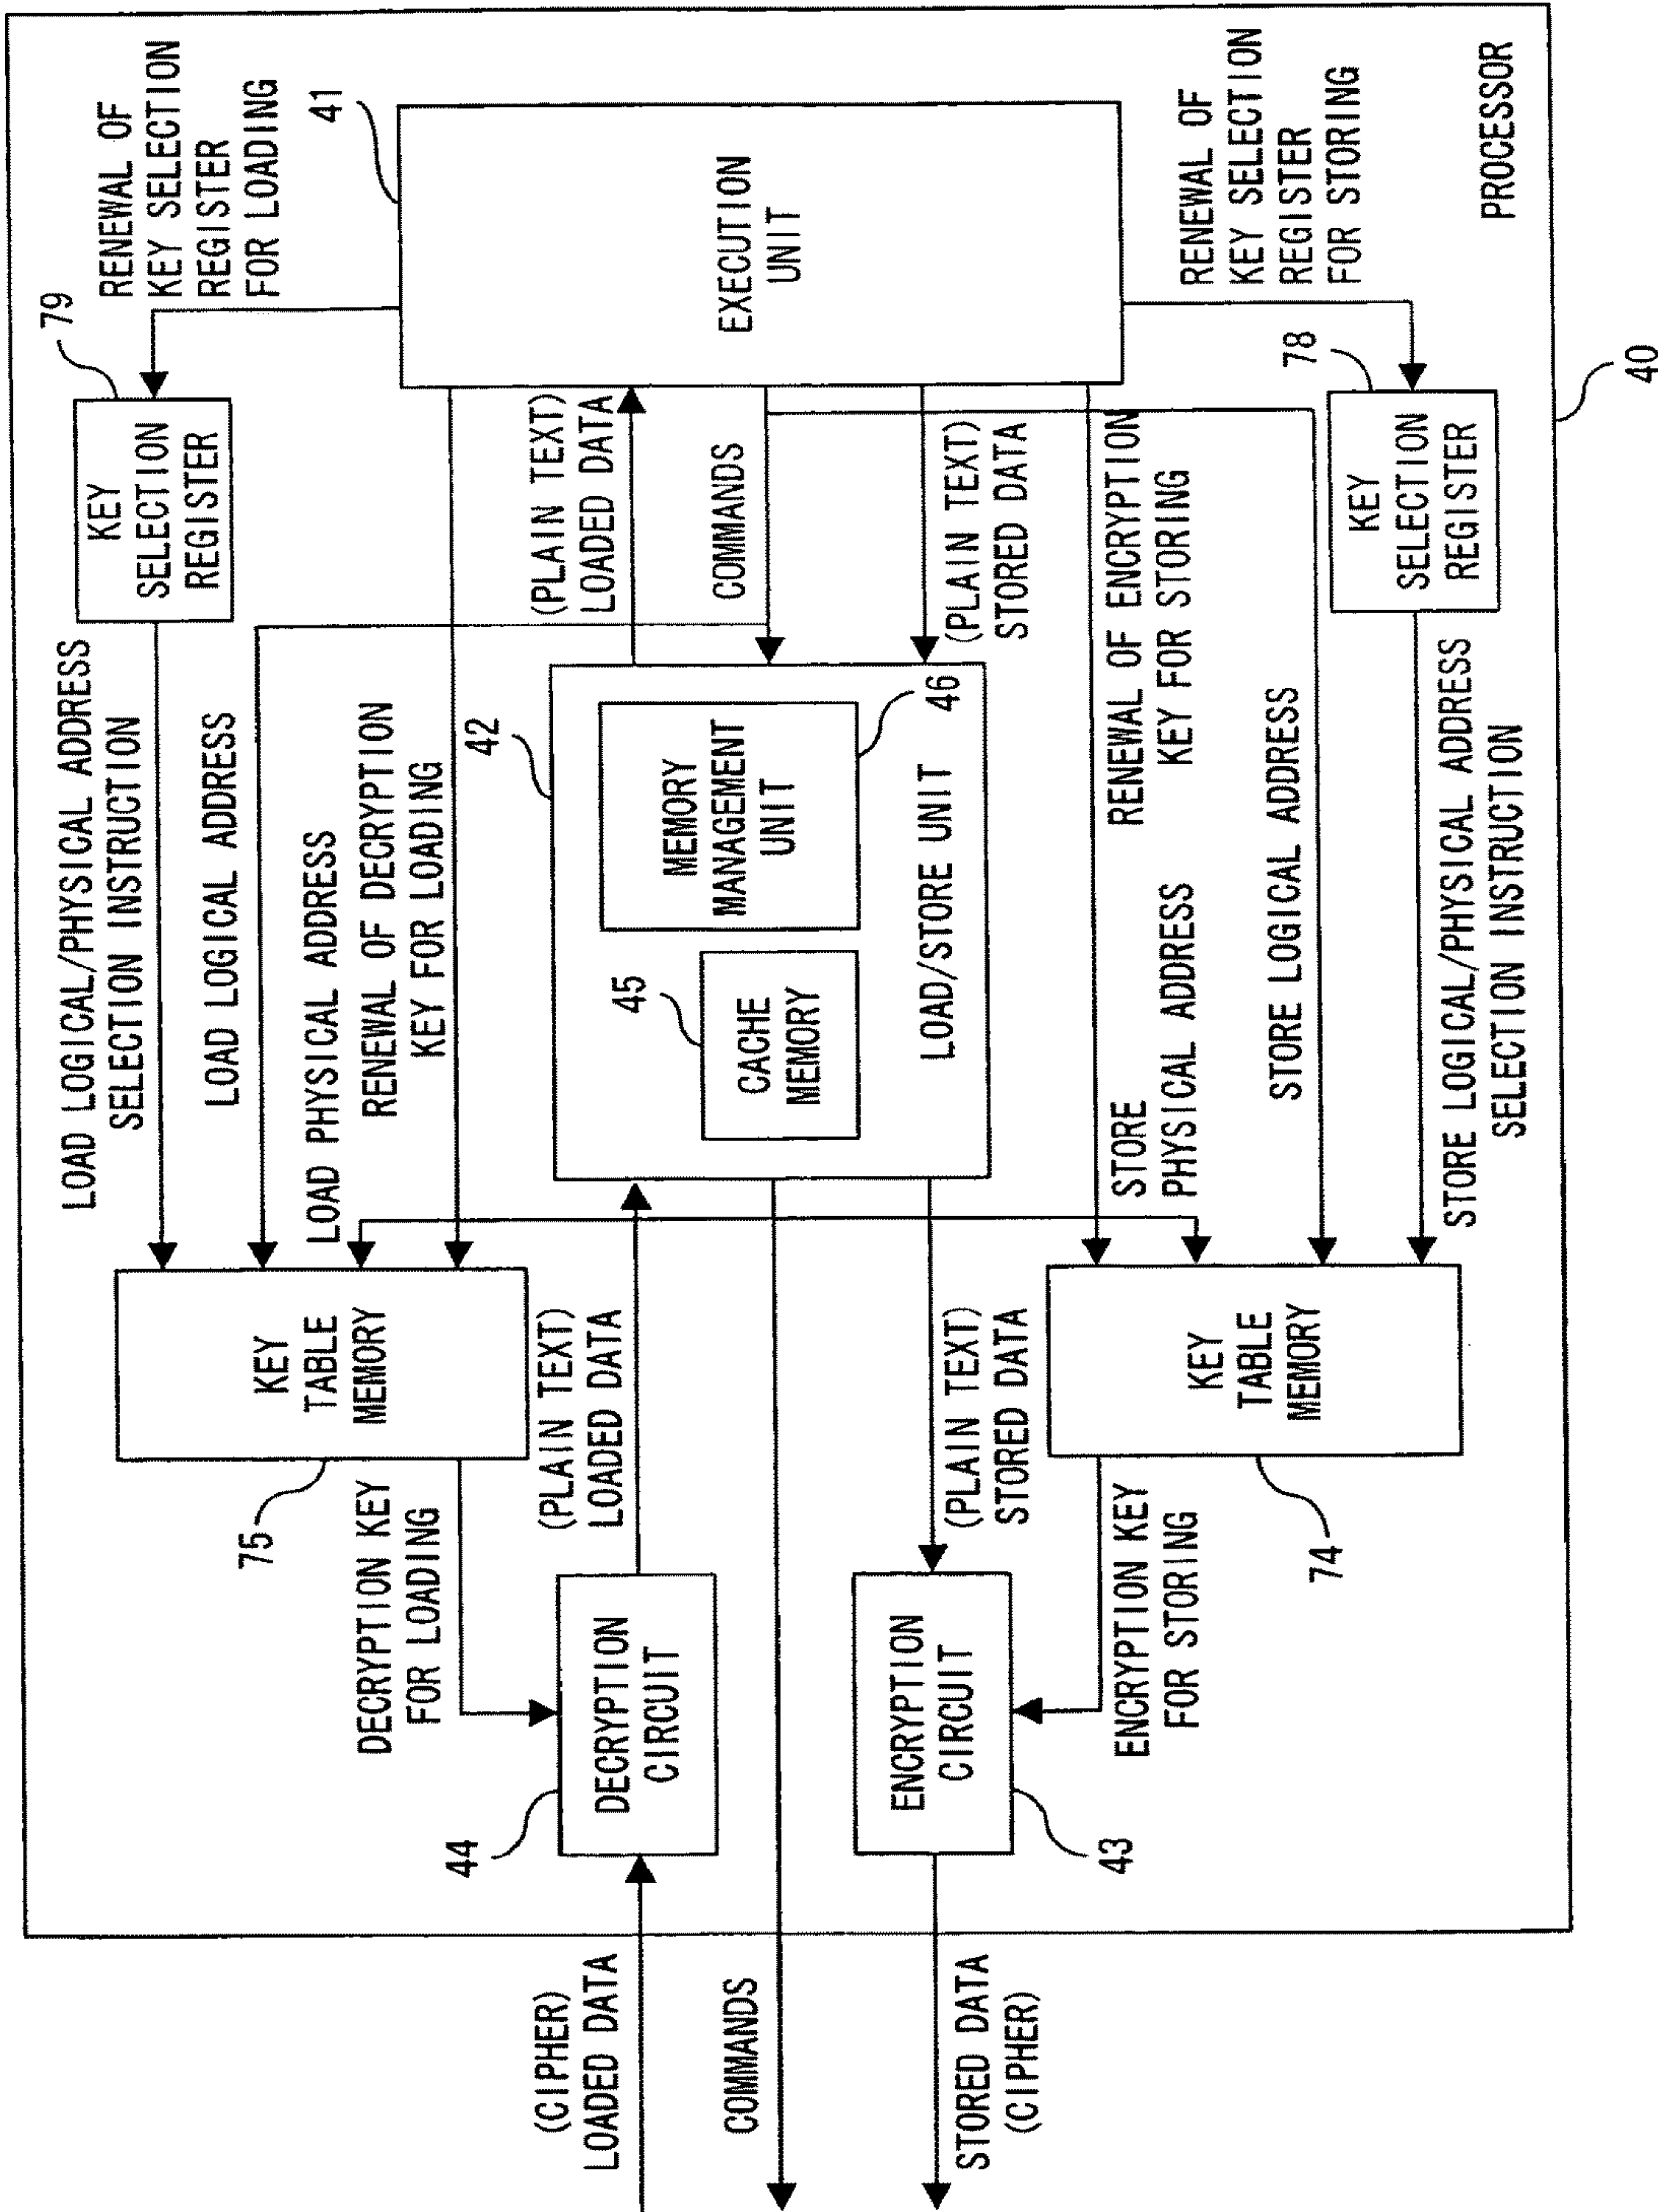 RENEWAL OF
KEY SELECTION
REGISTER
FOR LOADING
79
41
KEY
SELECTION
REGISTER
EXECUTION
UNIT
RENEWAL OF
KEY SELECTION
REGISTER
FOR STORING
PROCESSOR
78
KEY
SELECTION
REGISTER
40
LOAD LOGICAL/PHYSICAL ADDRESS
SELECTION INSTRUCTION
LOAD LOGICAL ADDRESS
LOAD PHYSICAL ADDRESS
RENEWAL OF DECRYPTION
KEY FOR LOADING
(PLAIN TEXT)
LOADED DATA
COMMANDS
(PLAIN TEXT)
STORED DATA
RENEWAL OF ENCRYPTION
KEY FOR STORING
42
MEMORY
MANAGEMENT
UNIT
46
45
CACHE
MEMORY
LOAD/STORE UNIT
STORE
PHYSICAL ADDRESS
STORE LOGICAL ADDRESS
STORE LOGICAL/PHYSICAL ADDRESS
SELECTION INSTRUCTION
KEY
TABLE
MEMORY
75
DECRYPTION KEY
FOR LOADING
(PLAIN TEXT)
LOADED DATA
(PLAIN TEXT)
STORED DATA
KEY
TABLE
MEMORY
74
ENCRYPTION KEY
FOR STORING
44
DECRYPTION
CIRCUIT
ENCRYPTION
CIRCUIT
43
(CIPHER)
LOADED DATA
COMMANDS
STORED DATA
(CIPHER)